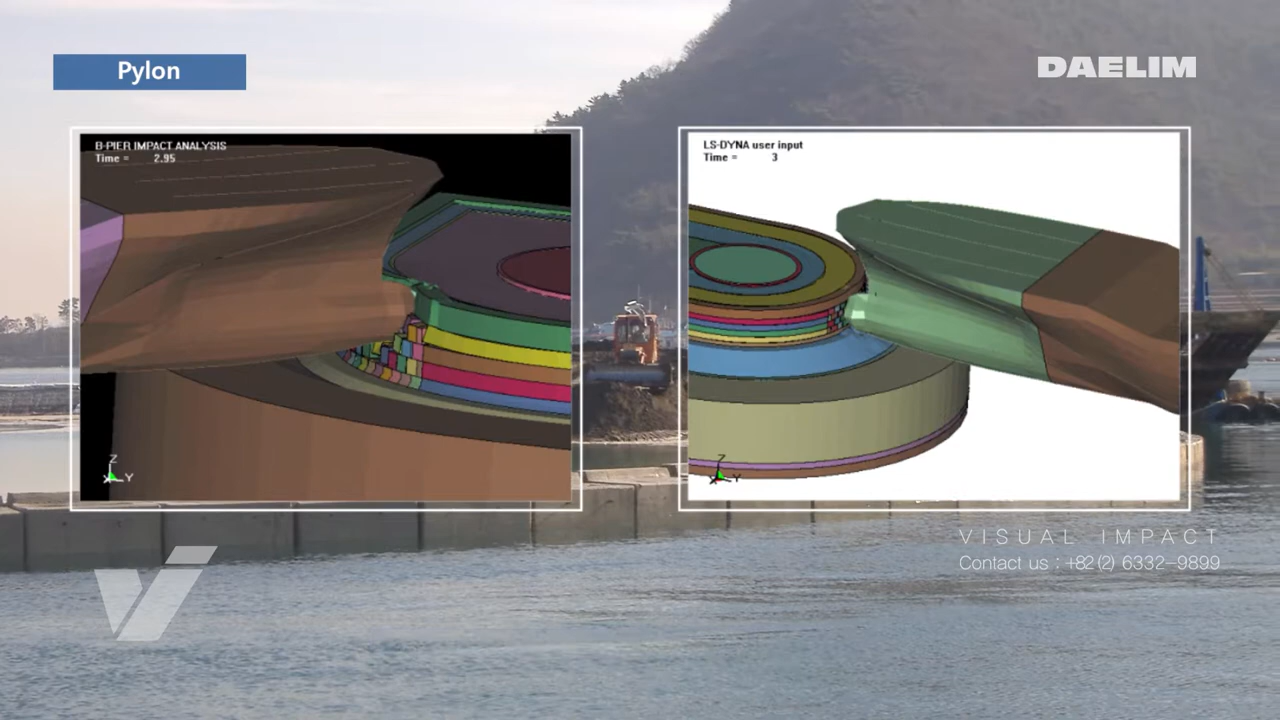 Pylon
DAELIM
B-PIER IMPACT ANALYSIS
Time = 2.95
Z
X Y
LS-DYNA user input
Time = 3
Z
X Y
VISUAL IMPACT
Contact us : +82(2) 6332-9899